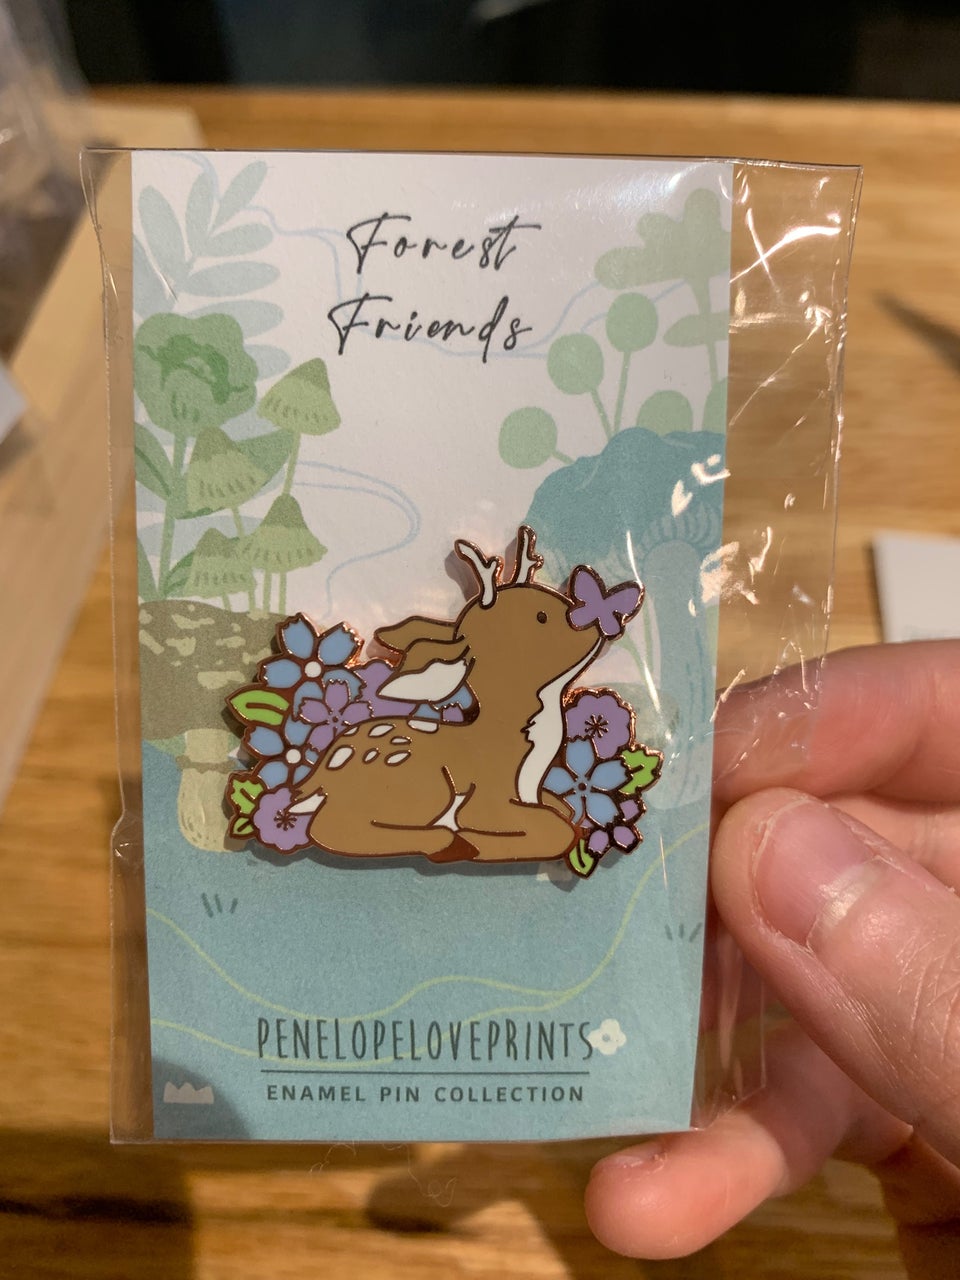 Forest
Friends
PENELOPELOVEPRINTS
ENAMEL PIN COLLECTION